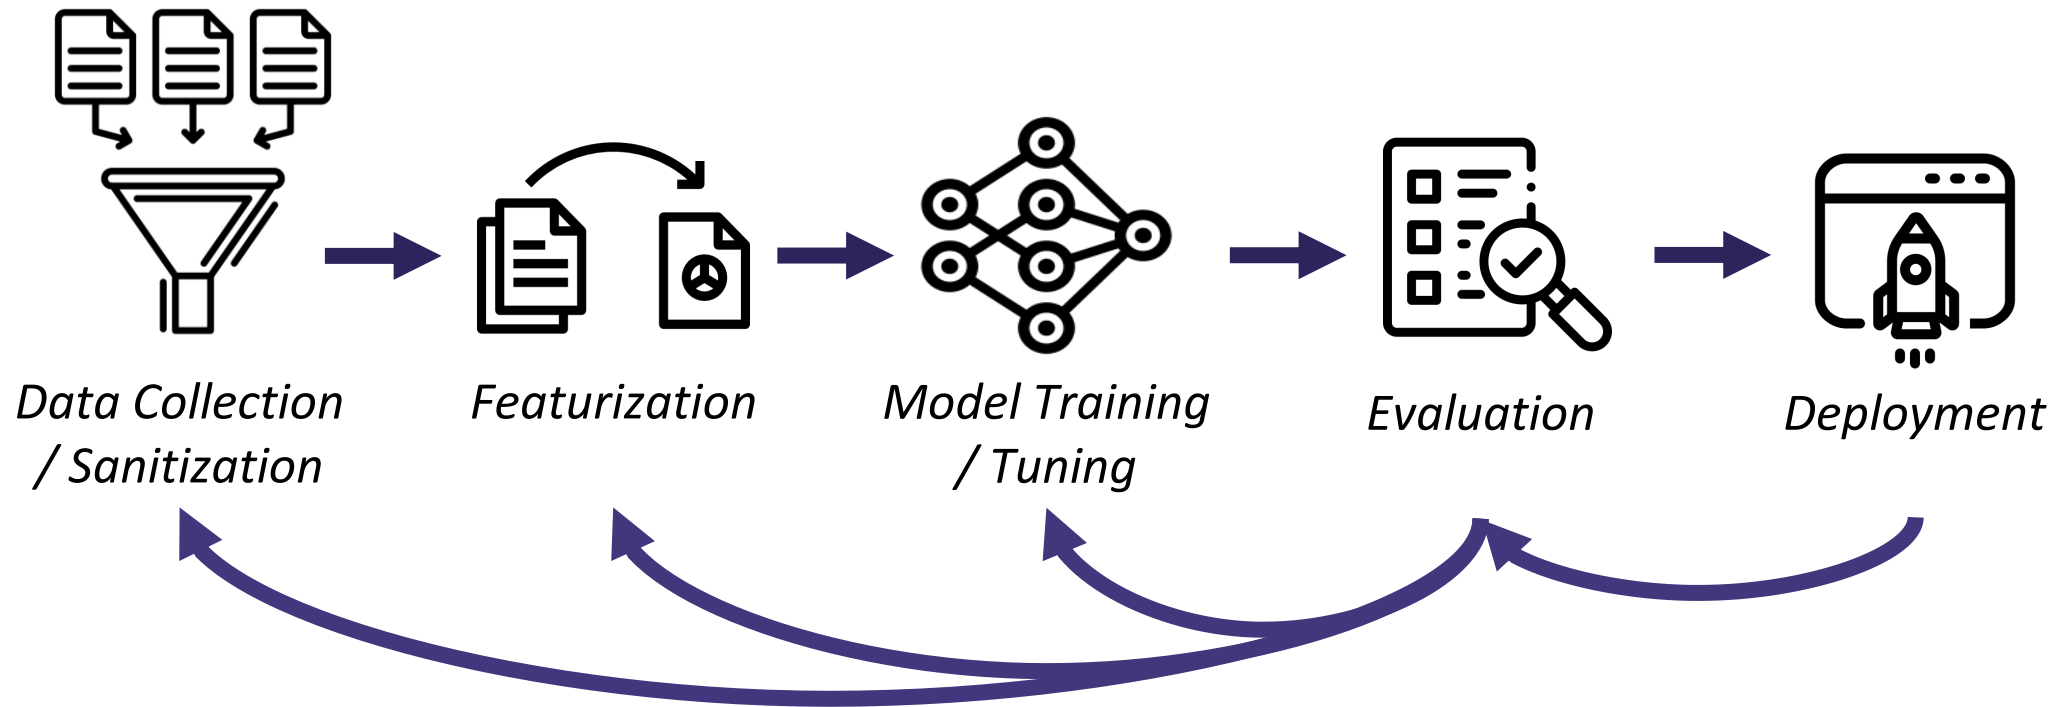 Data Collection
/ Sanitization
Featurization
Model Training
/ Tuning
Evaluation
Deployment